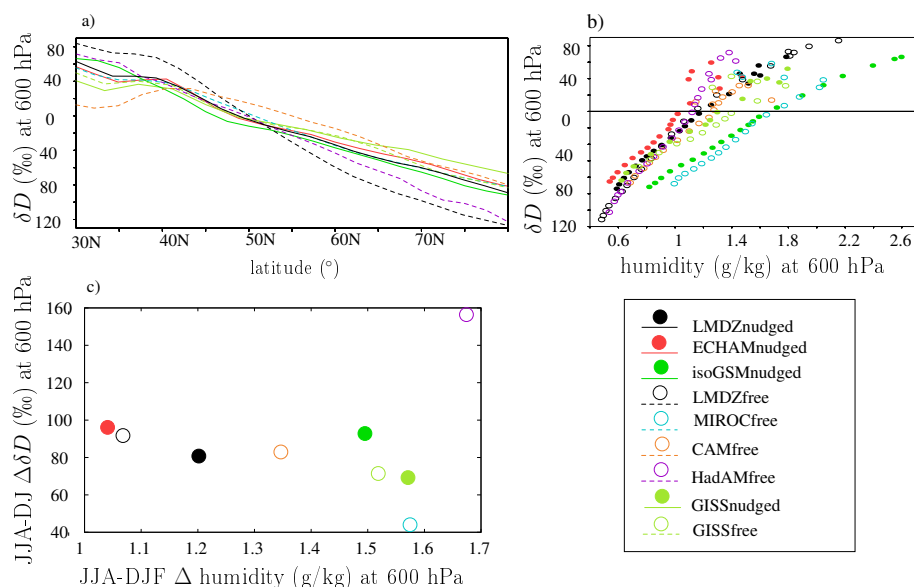 a)
δD (‰) at 600 hPa
80
40
0
40
80
120
30N 40N 50N 60N 70N
latitude (°)
b)
δD (‰) at 600 hPa
80
40
0
40
80
120
0.6 1 1.4 1.8 2.2 2.6
humidity (g/kg) at 600 hPa
c)
JJA-DJ ΔδD (‰) at 600 hPa
160
140
120
100
80
60
40
1 1.1 1.2 1.3 1.4 1.5 1.6 1.7
JJA-DJF Δ humidity (g/kg) at 600 hPa
LMDZnudged
ECHAMnudged
isoGSMnudged
LMDZfree
MIROCfree
CAMfree
HadAMfree
GISSnudged
GISSfree